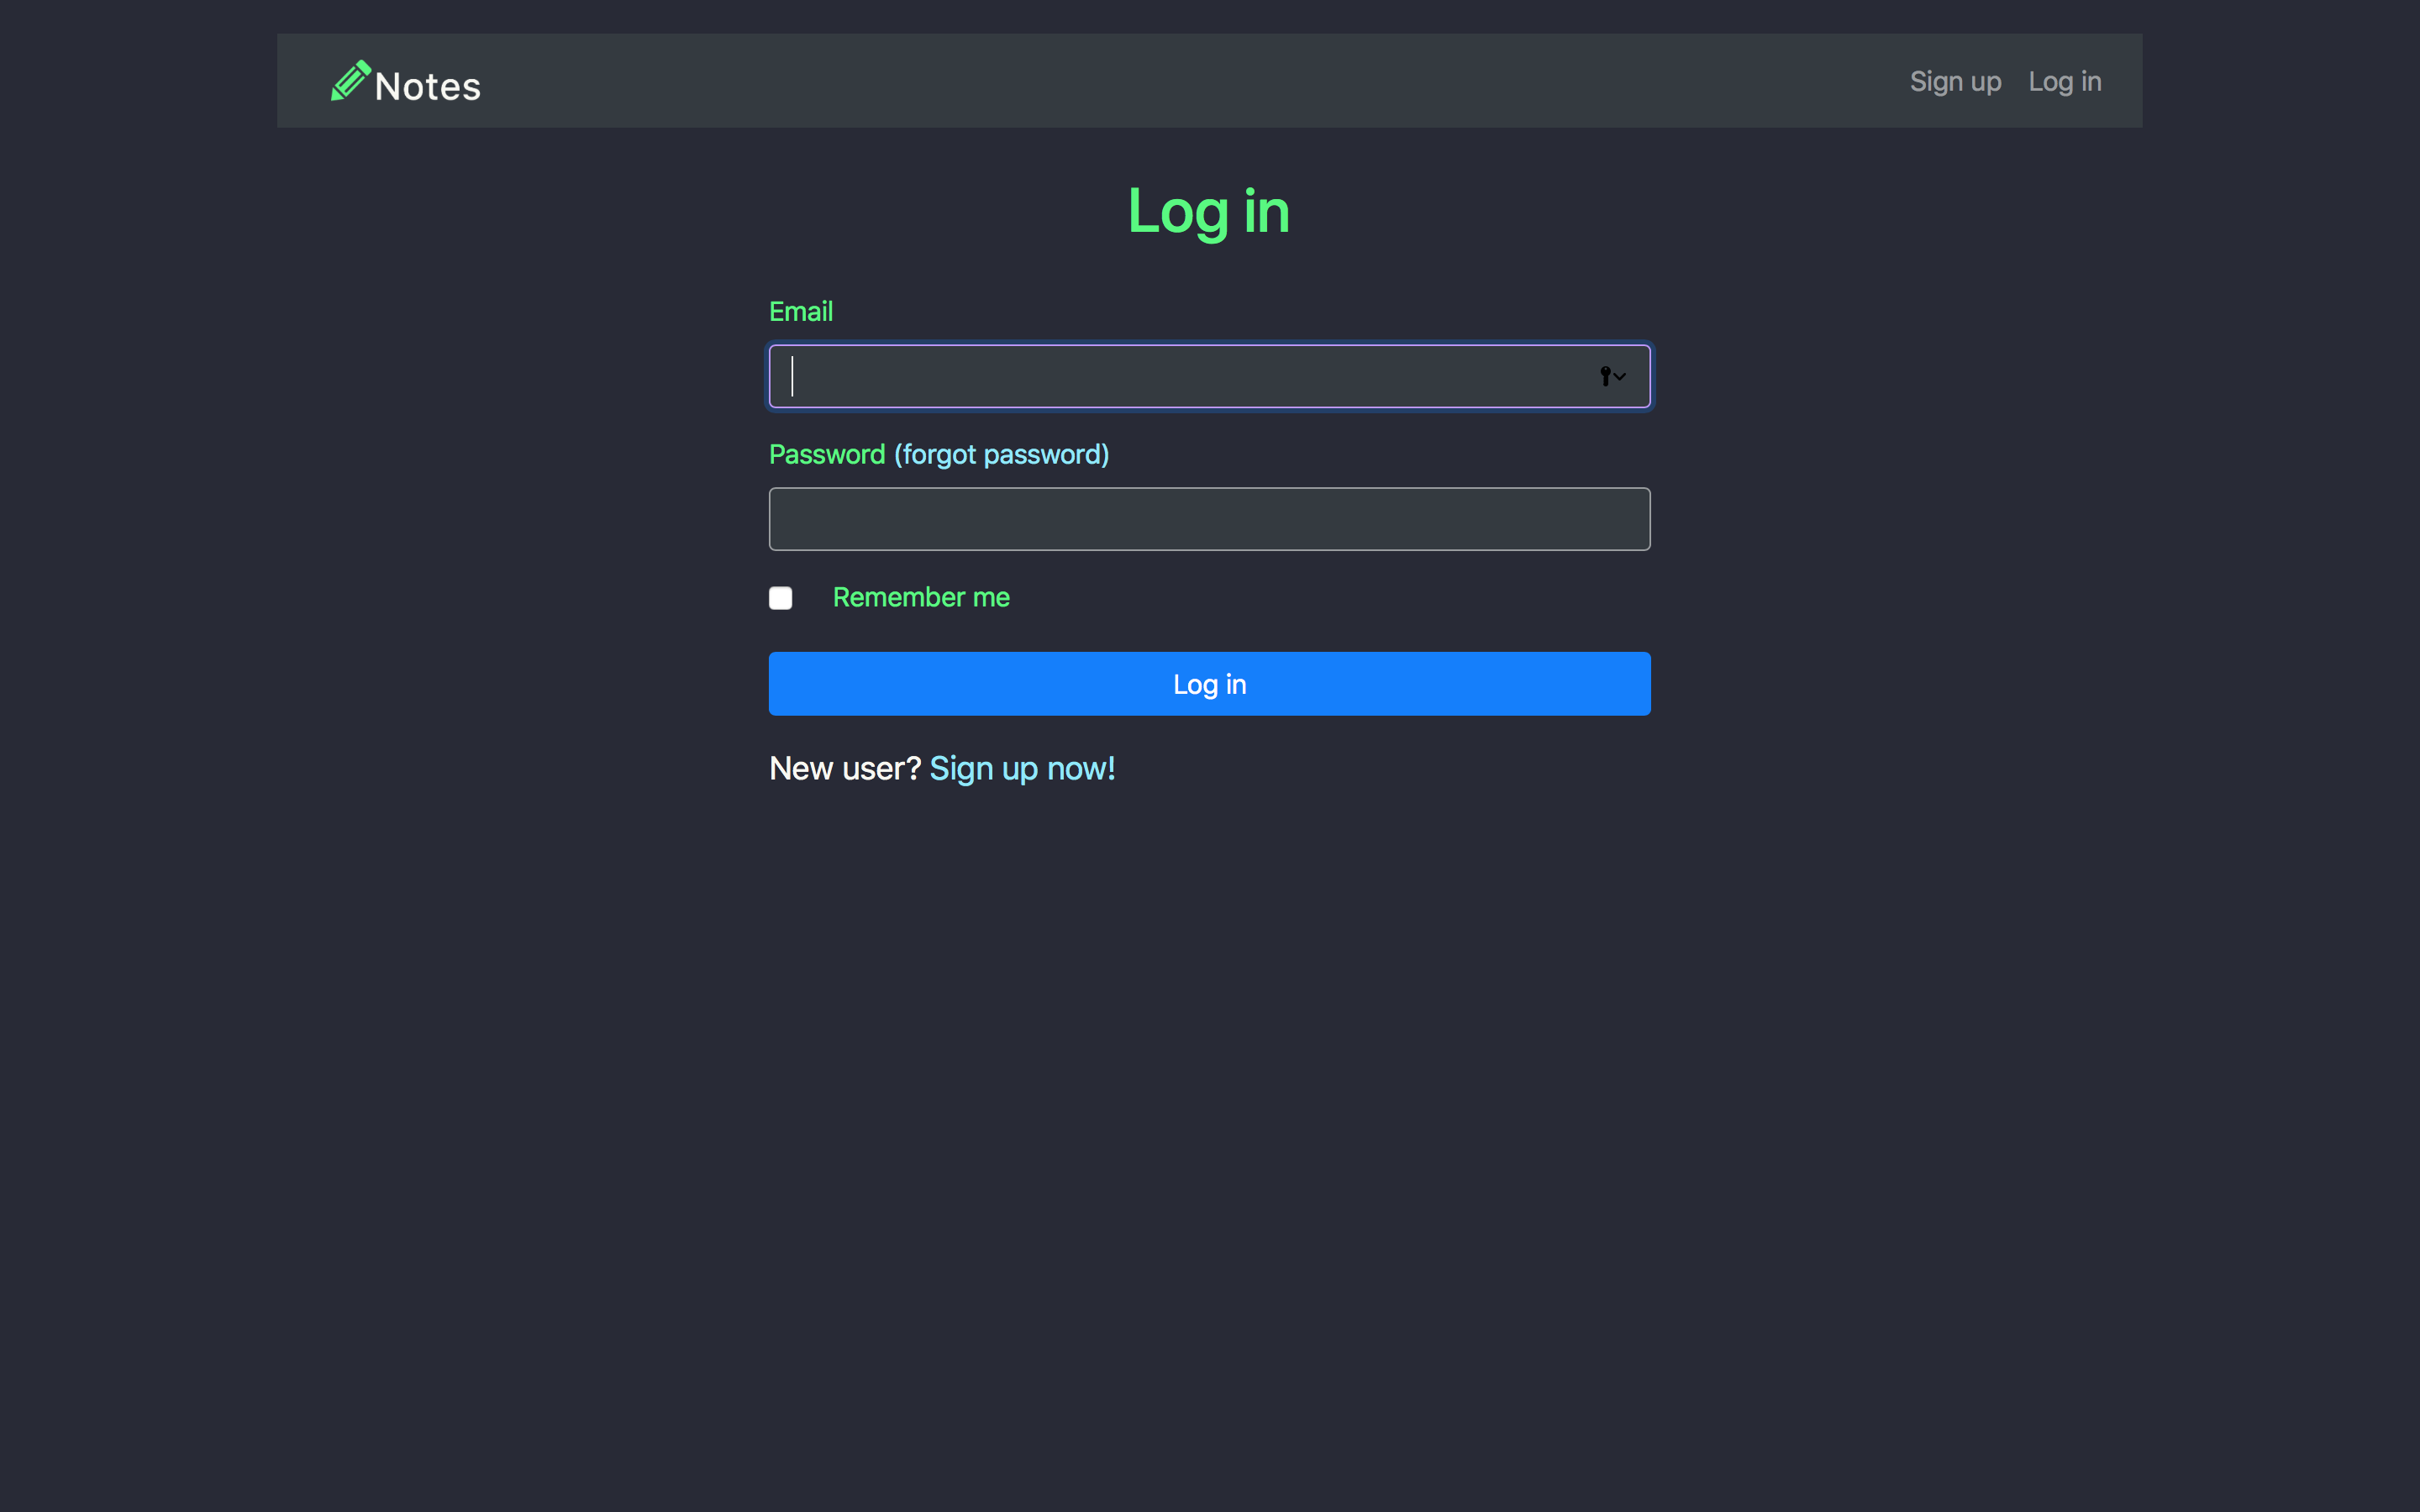 Notes
Sign up Log in
Log in
Email
Password (forgot password)
Remember me
Log in
New user? Sign up now!